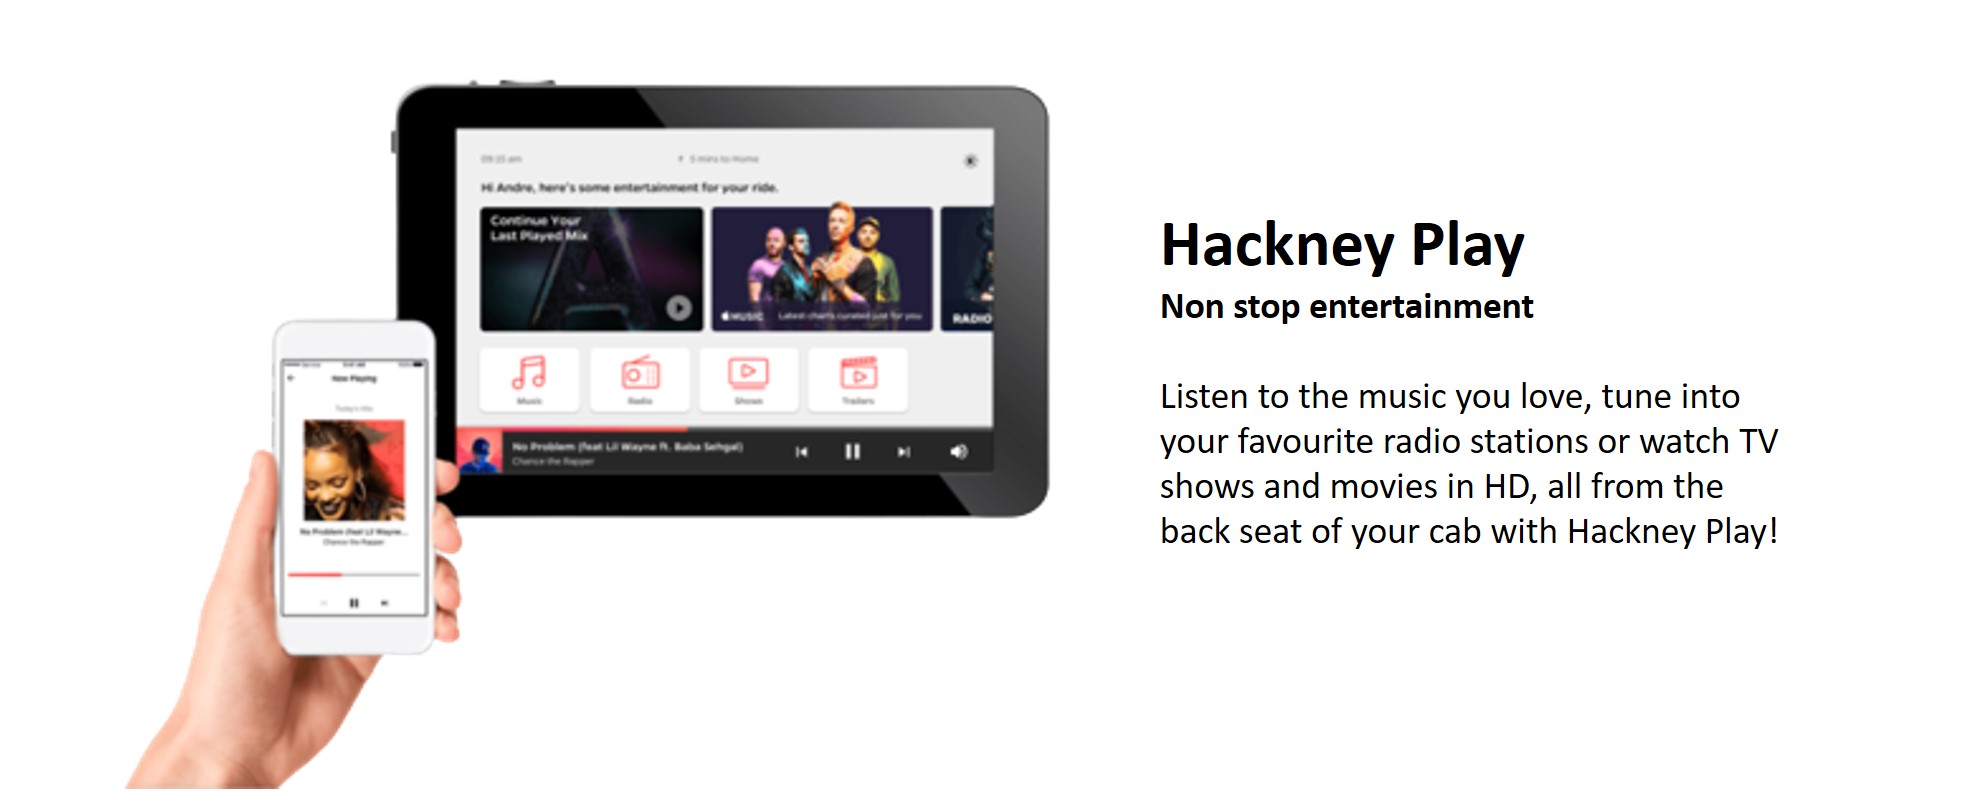 09:15 am
5 mins to Home
Hi Andre, here's some entertainment for your ride.
Continue Your
Last Played Mix
MUSIC
Latest charts curated just for you
RADIO
Music
Radio
Shows
Trailers
No Problem (feat Lil Wayne ft. Baba Sehgal)
Chance the Rapper
Now Playing
Today's Hits
No Problem (feat Lil Wayne...
Chance the Rapper
Hackney Play
Non stop entertainment
Listen to the music you love, tune into
your favourite radio stations or watch TV
shows and movies in HD, all from the
back seat of your cab with Hackney Play!